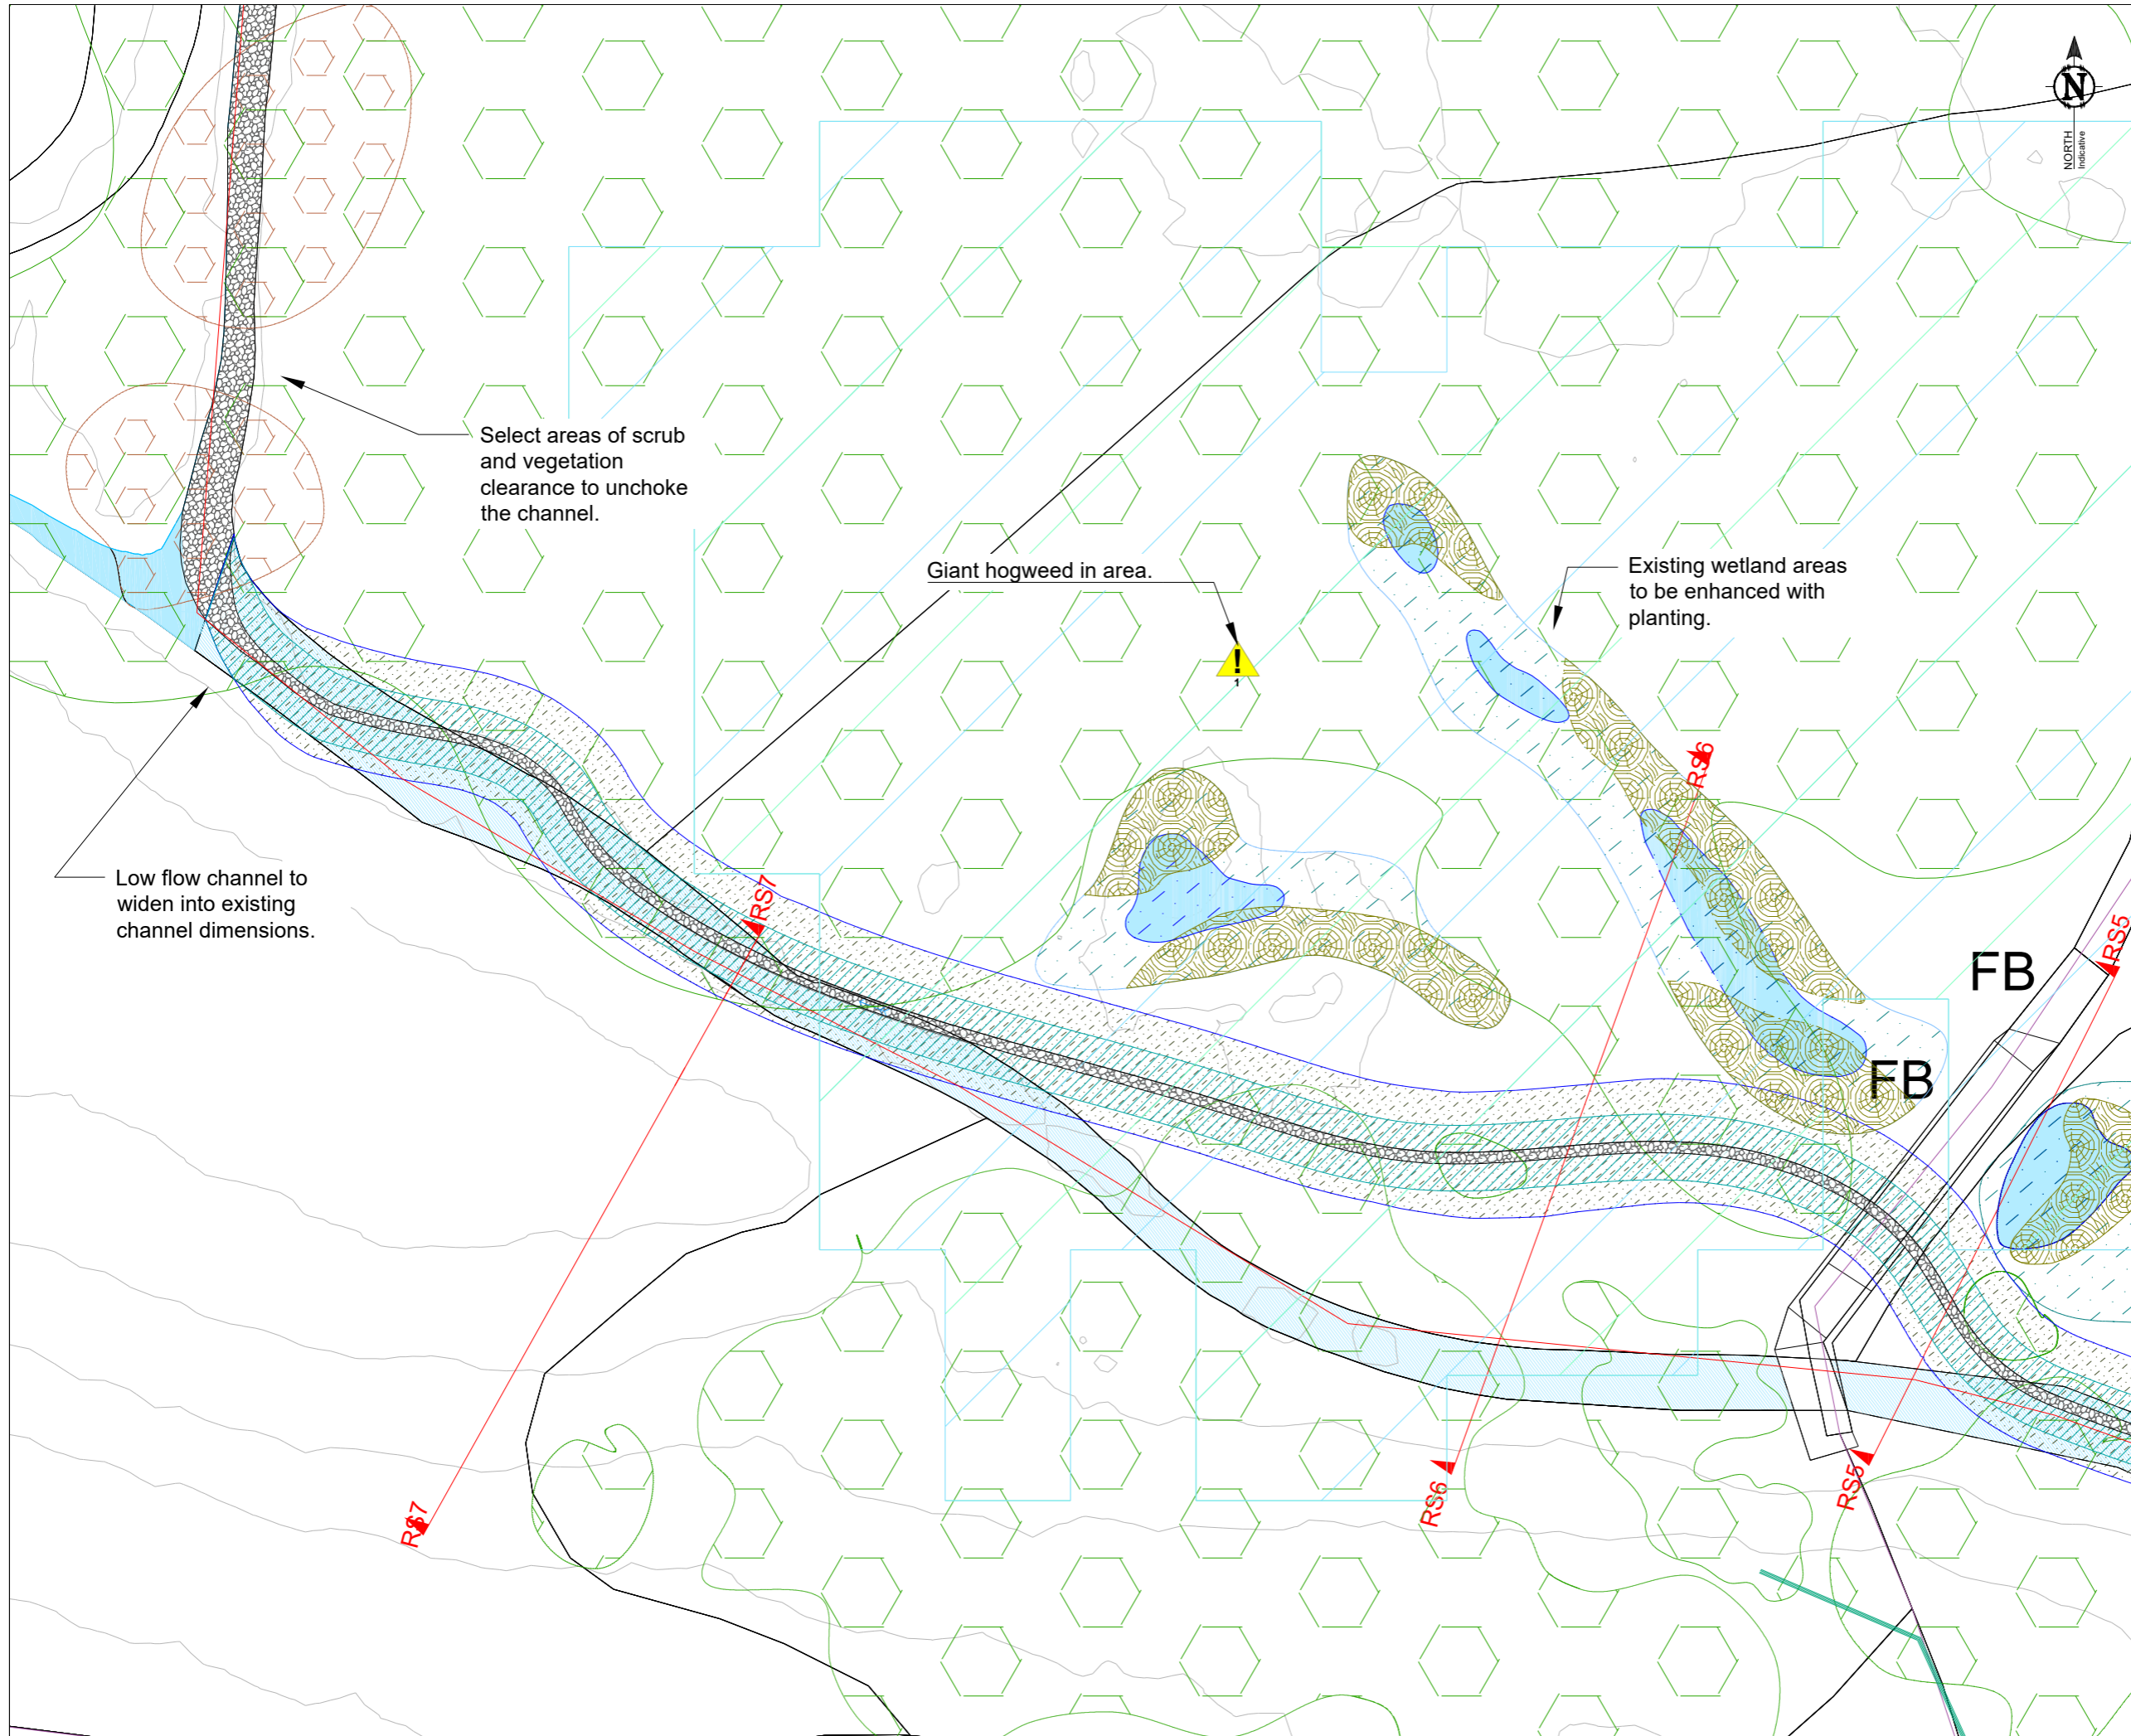 N
NORTH
Indicative
Select areas of scrub
and vegetation
clearance to unchoke
the channel.
Giant hogweed in area.
!
1
Existing wetland areas
to be enhanced with
planting.
RS6
RS7
Low flow channel to
widen into existing
channel dimensions.
RS5
FB
FB
RS7
RS6
RS5